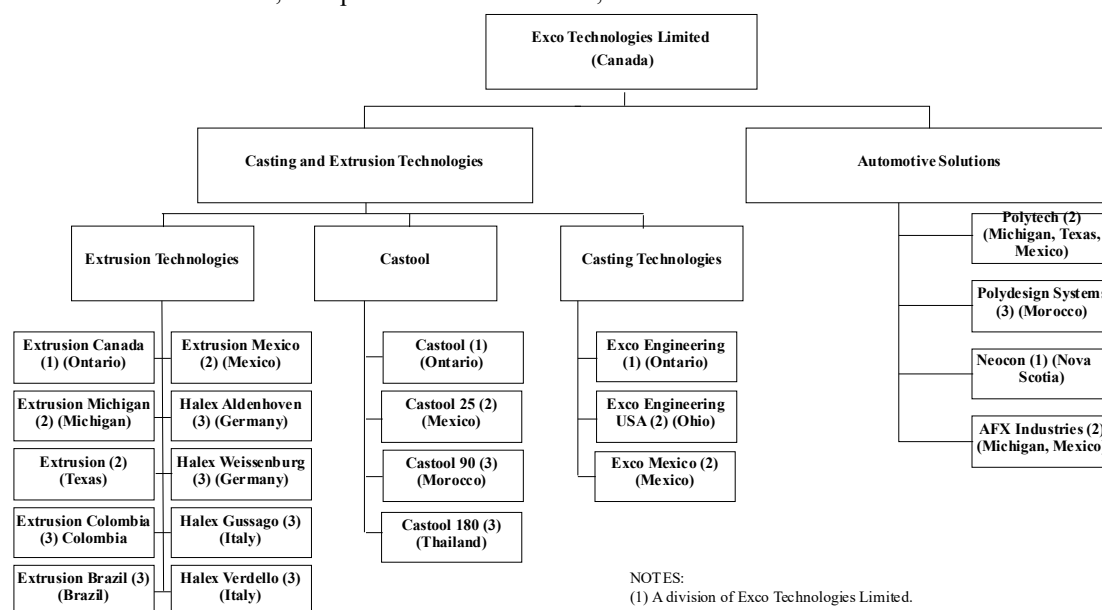 Exco Technologies Limited
(Canada)
Casting and Extrusion Technologies
Automotive Solutions
Extrusion Technologies
Castool
Casting Technologies
Polytech (2)
(Michigan, Texas,
Mexico)
Polydesign Systems
(3) (Morocco)
Neocon (1) (Nova
Scotia)
AFX Industries (2)
(Michigan, Mexico)
Extrusion Canada
(1) (Ontario)
Extrusion Mexico
(2) (Mexico)
Extrusion Michigan
(2) (Michigan)
Halex Aldenhoven
(3) (Germany)
Extrusion (2)
(Texas)
Halex Weissenburg
(3) (Germany)
Extrusion Colombia
(3) Colombia
Halex Gussago (3)
(Italy)
Extrusion Brazil (3)
(Brazil)
Halex Verdello (3)
(Italy)
Castool (1)
(Ontario)
Castool 25 (2)
(Mexico)
Castool 90 (3)
(Morocco)
Castool 180 (3)
(Thailand)
Exco Engineering
(1) (Ontario)
Exco Engineering
USA (2) (Ohio)
Exco Mexico (2)
(Mexico)
NOTES:
(1) A division of Exco Technologies Limited.